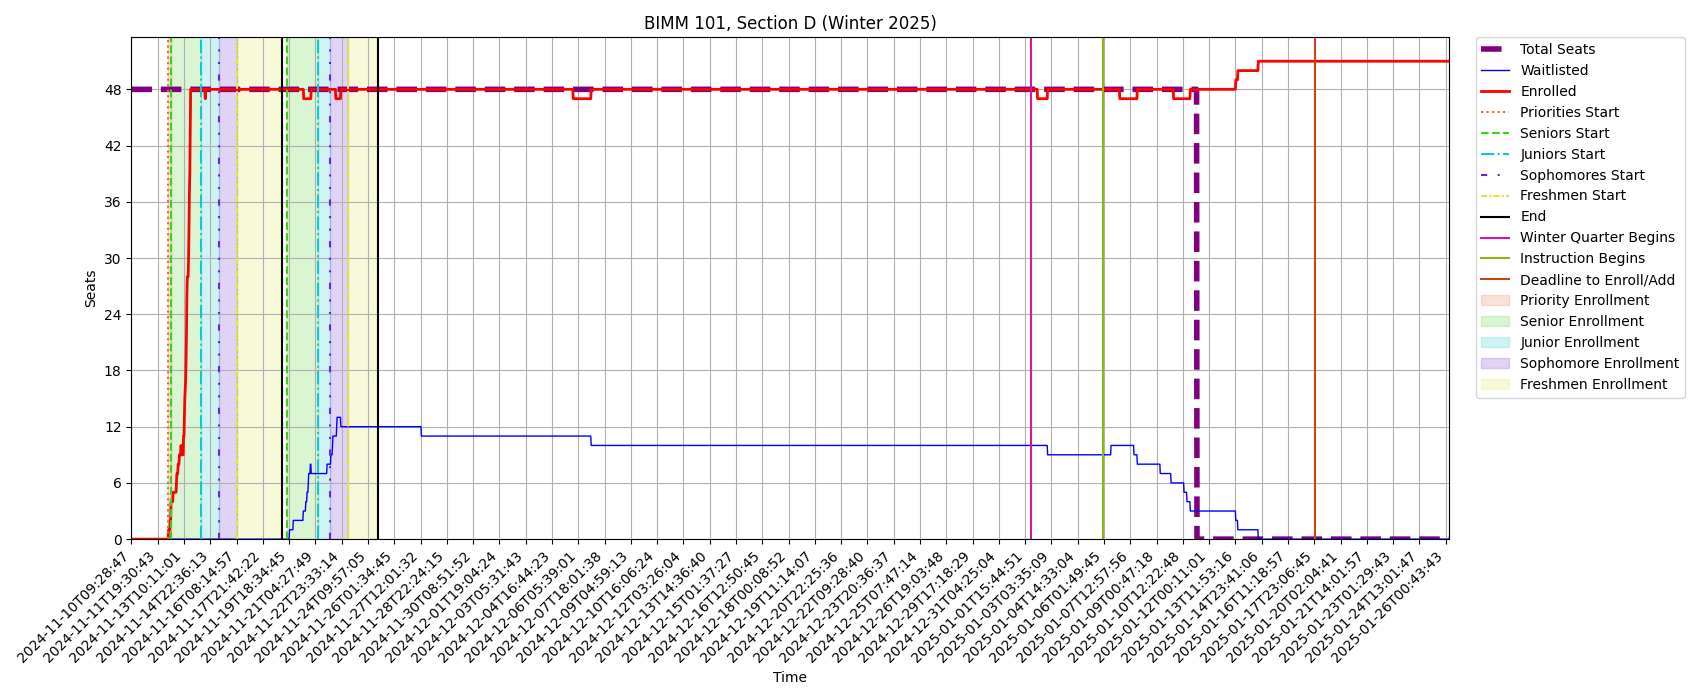 BIMM 101, Section D (Winter 2025)
Seats
48
42
36
30
24
18
12
6
0
2024-11-10T09:28:47
2024-11-11T19:30:43
2024-11-13T10:11:01
2024-11-14T22:36:13
2024-11-16T08:14:57
2024-11-17T21:42:22
2024-11-19T18:34:45
2024-11-21T04:27:49
2024-11-22T23:33:14
2024-11-24T09:57:05
2024-11-26T01:34:45
2024-11-27T12:01:32
2024-11-28T22:24:15
2024-11-30T08:51:52
2024-12-01T19:04:24
2024-12-03T05:31:43
2024-12-04T16:44:23
2024-12-06T05:39:01
2024-12-07T18:01:38
2024-12-09T04:59:13
2024-12-10T16:06:24
2024-12-12T03:26:04
2024-12-13T14:36:40
2024-12-15T01:37:27
2024-12-16T12:50:45
2024-12-18T00:08:52
2024-12-19T11:14:07
2024-12-20T22:25:36
2024-12-22T09:28:40
2024-12-23T20:36:37
2024-12-25T07:47:14
2024-12-26T19:03:48
2024-12-29T17:18:29
2024-12-31T04:25:04
2025-01-01T15:44:51
2025-01-03T03:35:09
2025-01-04T14:33:04
2025-01-06T01:49:45
2025-01-07T12:57:56
2025-01-09T00:47:18
2025-01-10T12:22:48
2025-01-12T00:11:01
2025-01-13T11:53:16
2025-01-14T23:41:06
2025-01-16T11:18:57
2025-01-17T23:06:45
2025-01-20T02:04:41
2025-01-21T14:01:57
2025-01-23T01:29:43
2025-01-24T13:01:47
2025-01-26T00:43:43
Time
Total Seats
Waitlisted
Enrolled
Priorities Start
Seniors Start
Juniors Start
Sophomores Start
Freshmen Start
End
Winter Quarter Begins
Instruction Begins
Deadline to Enroll/Add
Priority Enrollment
Senior Enrollment
Junior Enrollment
Sophomore Enrollment
Freshmen Enrollment